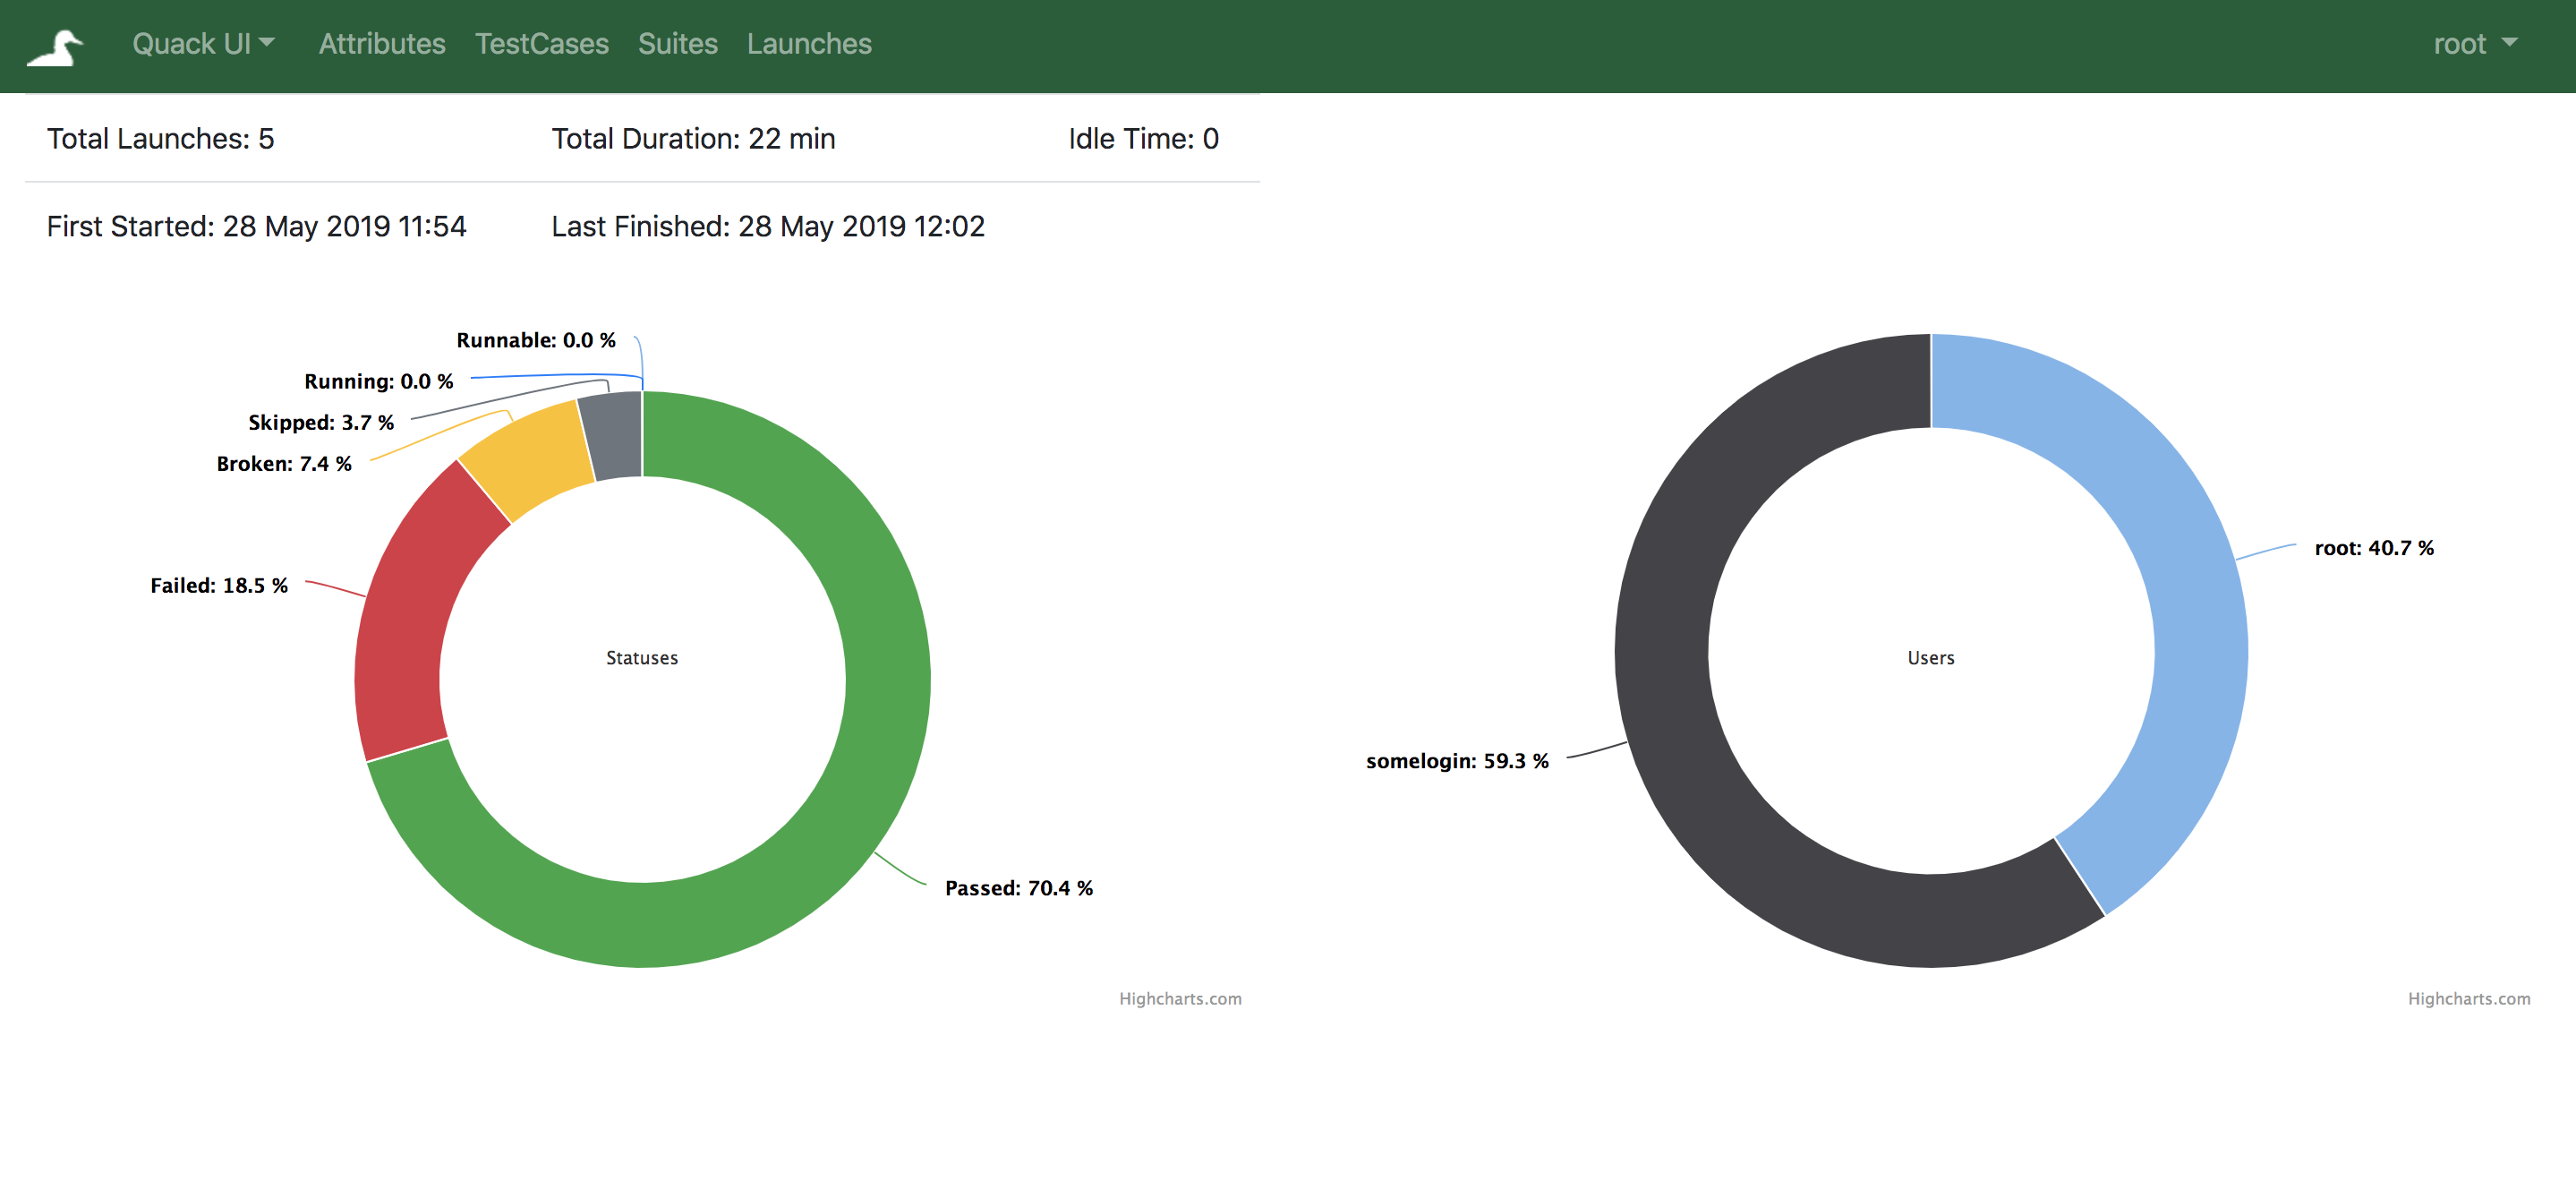 Quack UI Attributes TestCases Suites Launches root
Total Launches: 5 Total Duration: 22 min Idle Time: 0
First Started: 28 May 2019 11:54 Last Finished: 28 May 2019 12:02
Runnable: 0.0 %
Running: 0.0 %
Skipped: 3.7 %
Broken: 7.4 %
Failed: 18.5 %
Statuses
Passed: 70.4 %
Highcharts.com
root: 40.7 %
Users
somelogin: 59.3 %
Highcharts.com